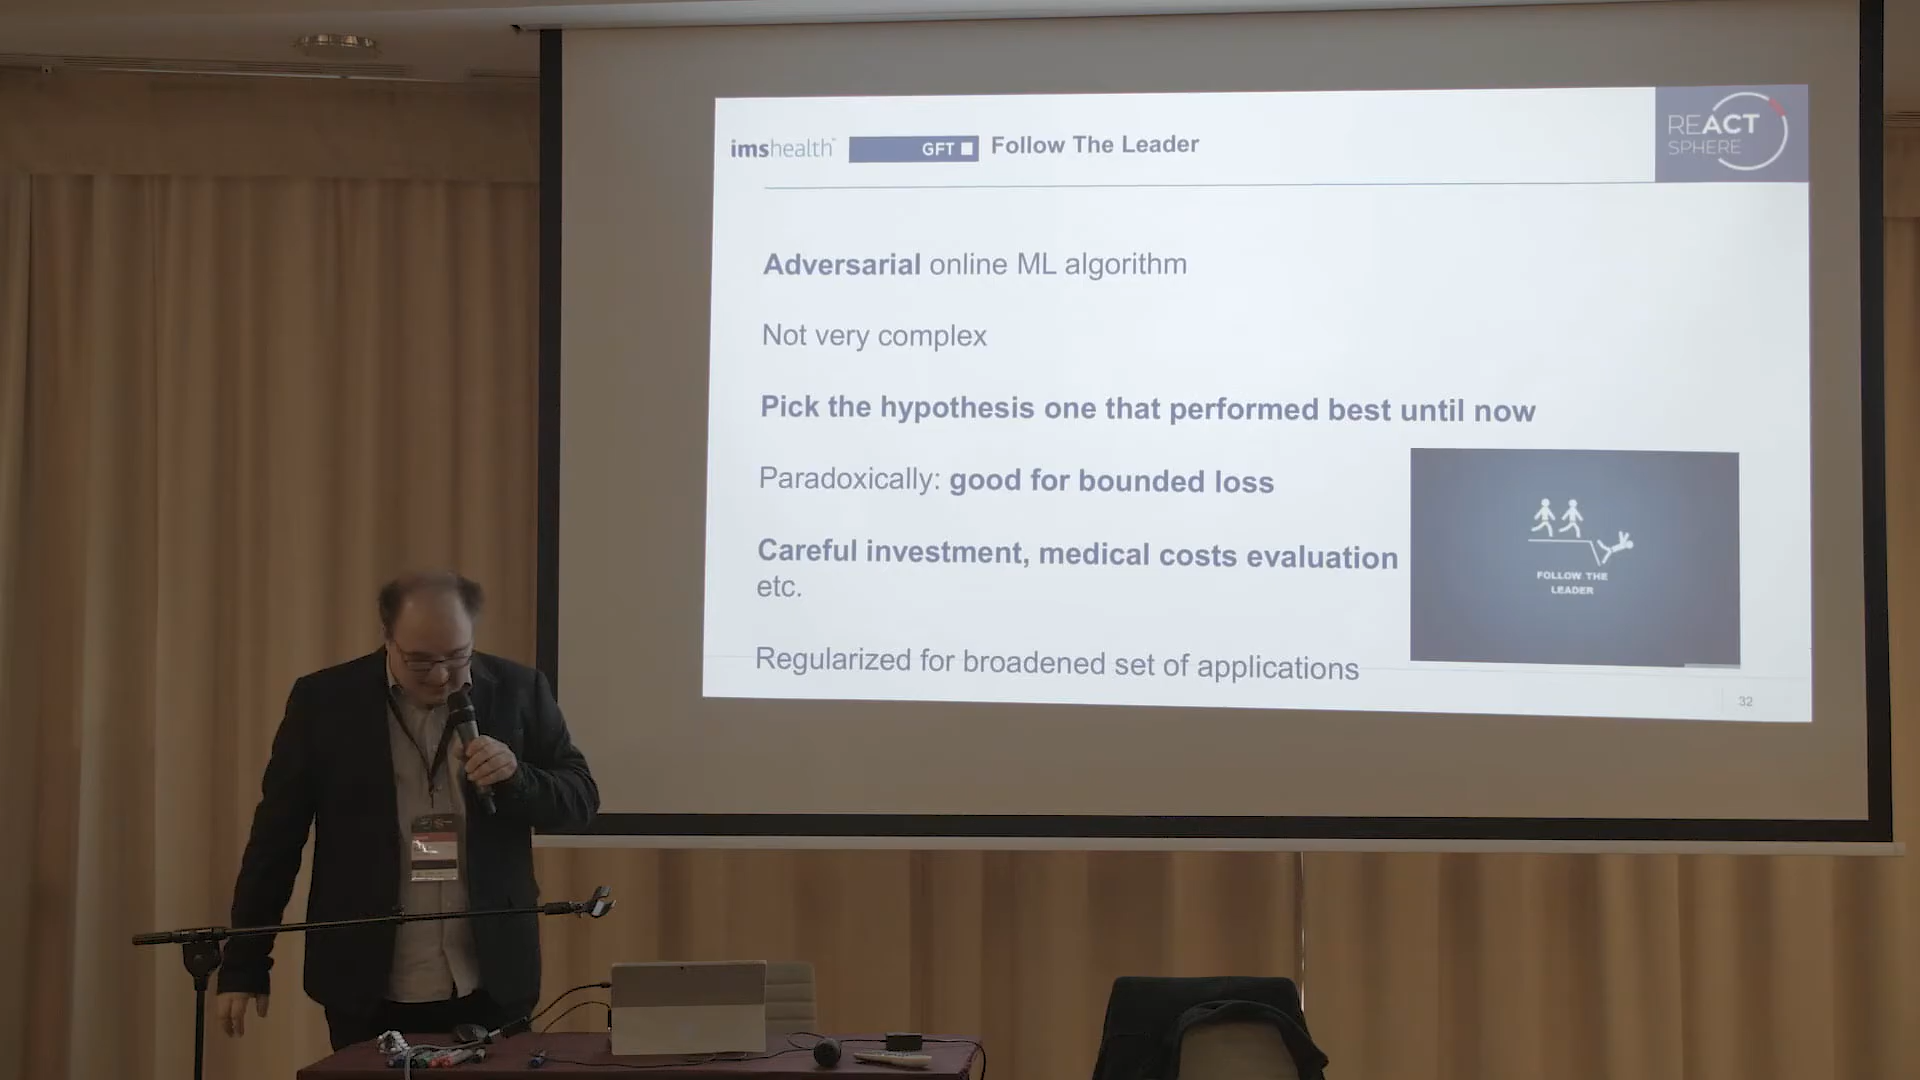 imshealth
GFT
Follow The Leader
REACT
SPHERE
Adversarial online ML algorithm
Not very complex
Pick the hypothesis one that performed best until now
Paradoxically: good for bounded loss
Careful investment, medical costs evaluation
etc.
FOLLOW THE
LEADER
Regularized for broadened set of applications
32